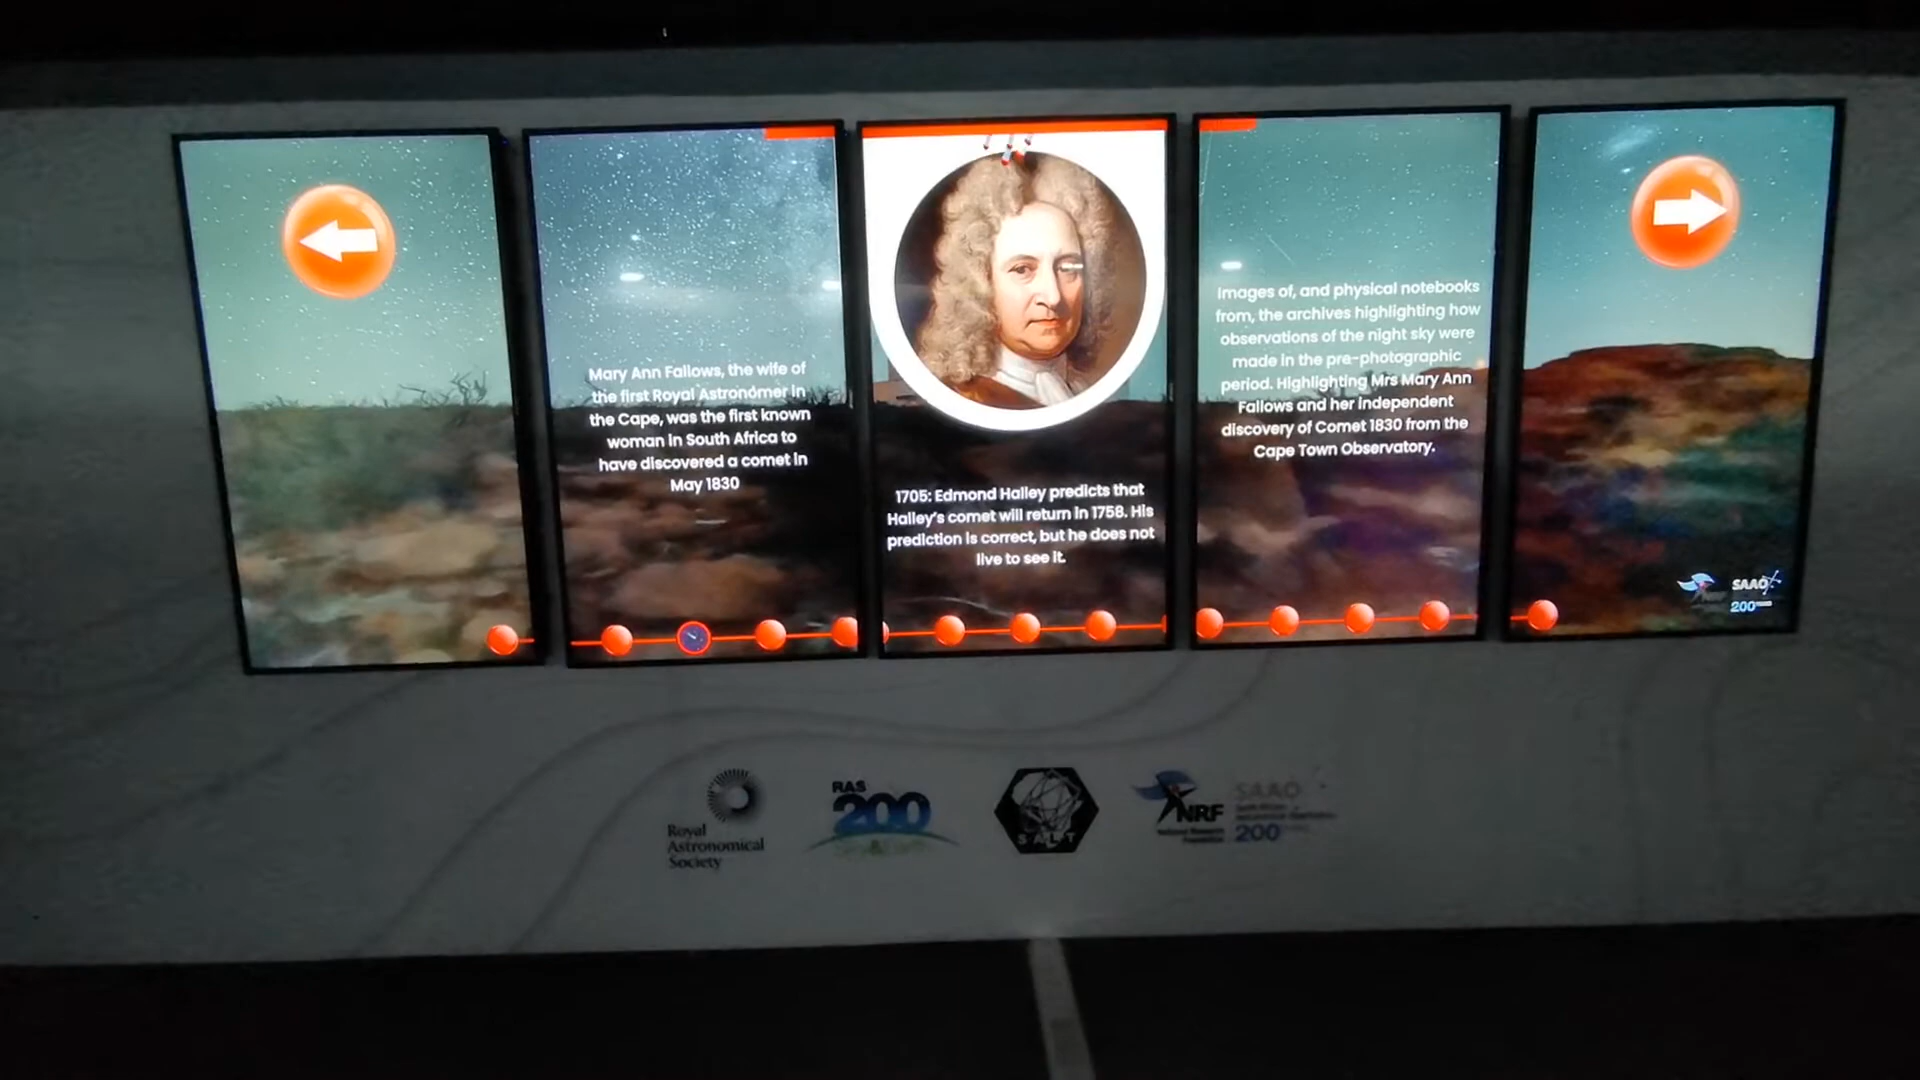 Mary Ann Fallows, the wife of
the first Royal Astronomer in
the Cape, was the first known
woman in South Africa to
have discovered a comet in
May 1830
1705: Edmond Halley predicts that
Halley's comet will return in 1758. His
prediction is correct, but he does not
live to see it.
Images of, and physical notebooks
from, the archives highlighting how
observations of the night sky were
made in the pre-photographic
period. Highlighting Mrs Mary Ann
Fallows and her independent
discovery of Comet 1830 from the
Cape Town Observatory.
SAAO
200
Royal
Astronomical
Society
RAS
200
SALT
NRF
SAAO
200